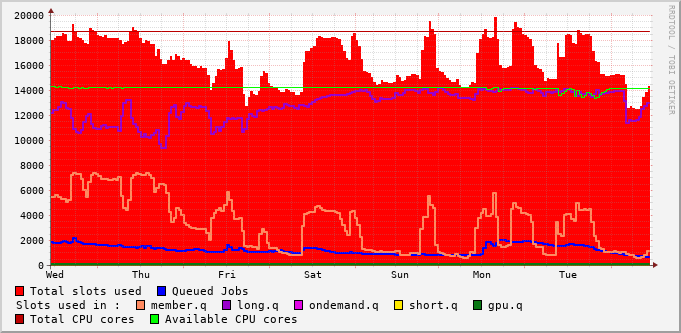 20000
18000
16000
14000
12000
10000
8000
6000
4000
2000
0
Wed Thu Fri Sat Sun Mon Tue
Total slots used Queued Jobs
Slots used in : member.q long.q ondemand.q short.q gpu.q
Total CPU cores Available CPU cores
RRDTOOL / TOBI OETIKER